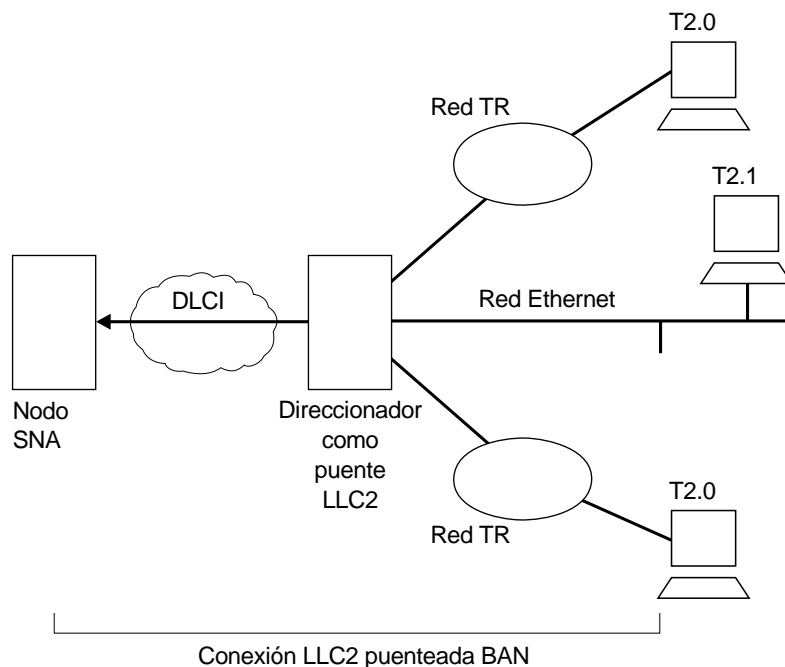 T2.0
Red TR
T2.1
DLCI
Red Ethernet
Nodo
SNA
Direccionador
como
puente
LLC2
T2.0
Red TR
Conexión LLC2 puenteada BAN